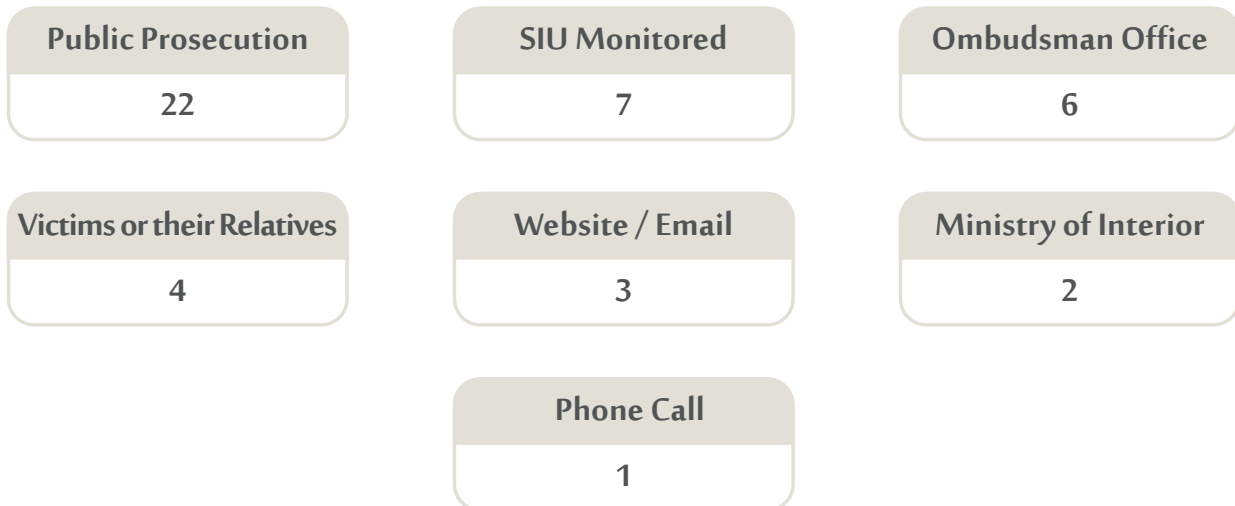 Public Prosecution
22
SIU Monitored
7
Ombudsman Office
6
Victims or their Relatives
4
Website / Email
3
Ministry of Interior
2
Phone Call
1